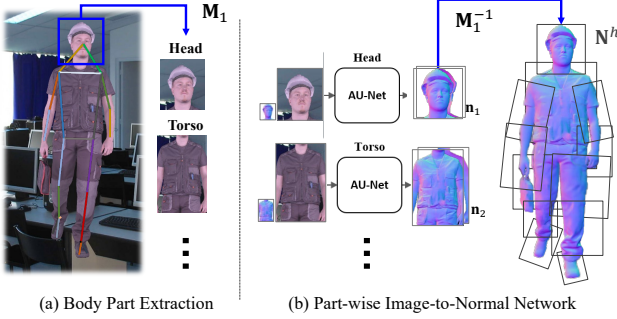 M₁
Head
Torso
(a) Body Part Extraction
M₁⁻¹
Nʰ
Head
AU-Net
n₁
Torso
AU-Net
n₂
(b) Part-wise Image-to-Normal Network